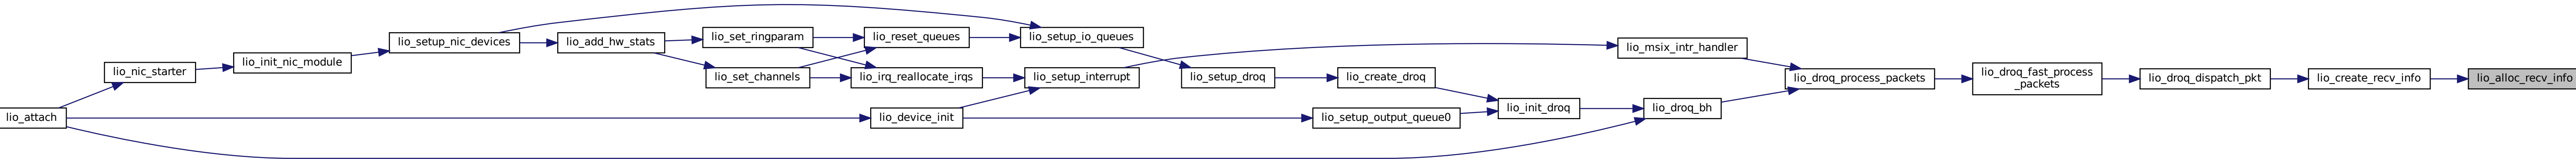 lio_attach
lio_nic_starter
lio_init_nic_module
lio_setup_nic_devices
lio_add_hw_stats
lio_set_ringparam
lio_set_channels
lio_reset_queues
lio_irq_reallocate_irqs
lio_device_init
lio_setup_io_queues
lio_setup_interrupt
lio_setup_droq
lio_create_droq
lio_setup_output_queue0
lio_init_droq
lio_msix_intr_handler
lio_droq_bh
lio_droq_process_packets
lio_droq_fast_process
_packets
lio_droq_dispatch_pkt
lio_create_recv_info
lio_alloc_recv_info